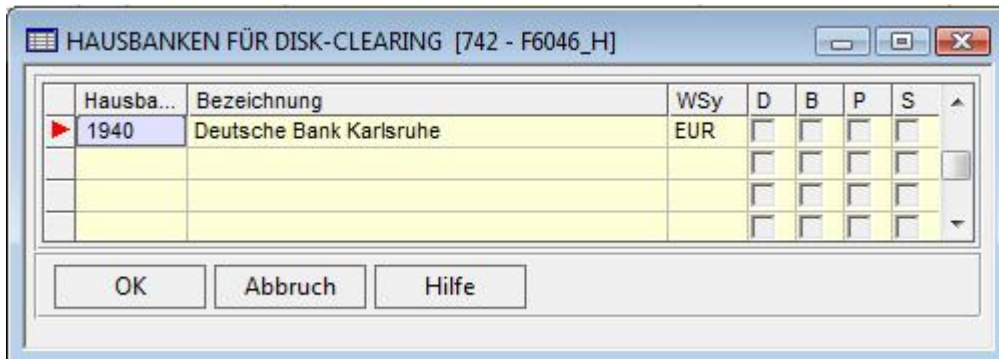 HAUSBANKEN FÜR DISK-CLEARING [742 - F6046_H]
Hausba... Bezeichnung WSy D B P S
1940 Deutsche Bank Karlsruhe EUR
OK Abbruch Hilfe